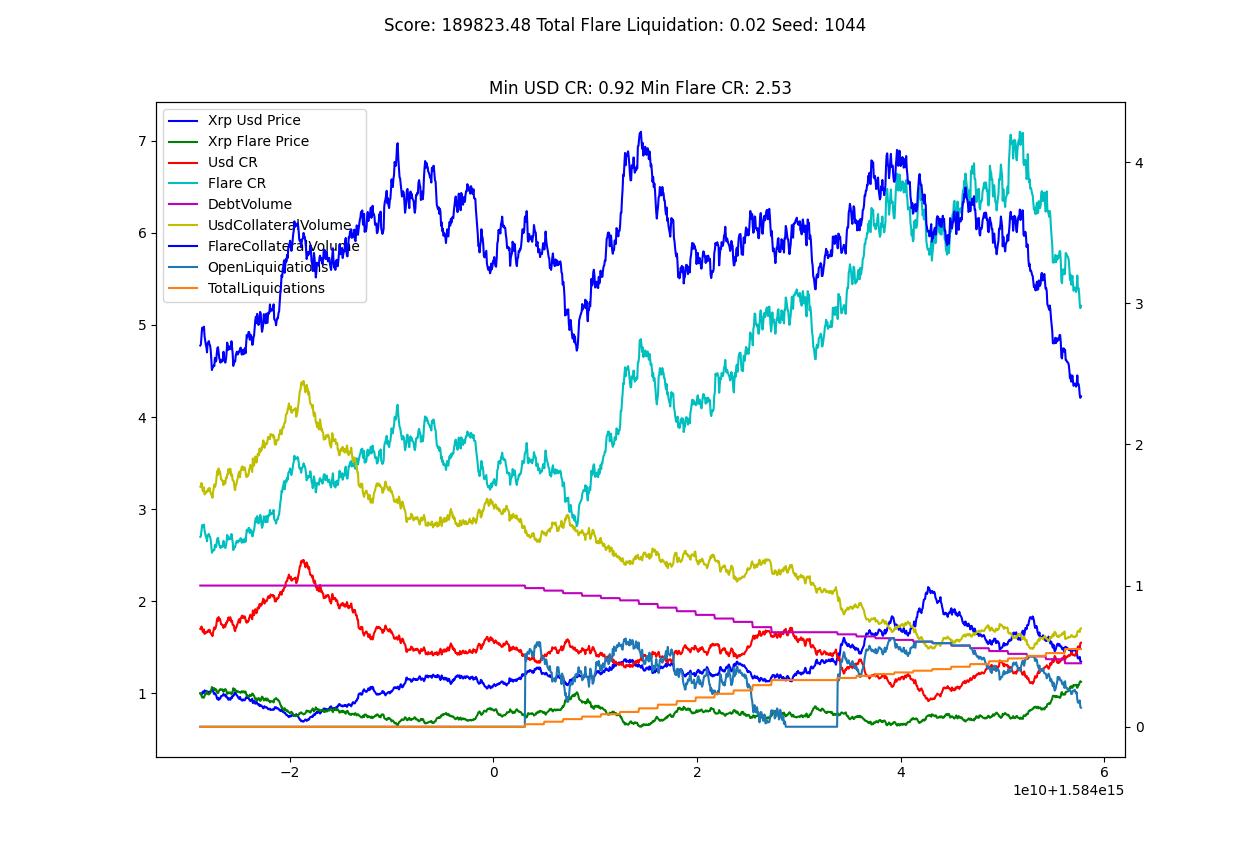 Score: 189823.48 Total Flare Liquidation: 0.02 Seed: 1044
Min USD CR: 0.92 Min Flare CR: 2.53
Xrp Usd Price
Xrp Flare Price
Usd CR
Flare CR
DebtVolume
UsdCollateralVolume
FlareCollateralVolume
OpenLiquidations
TotalLiquidations
7
6
5
4
3
2
1
4
3
2
1
0
−2
0
2
4
6
1e10+1.584e15